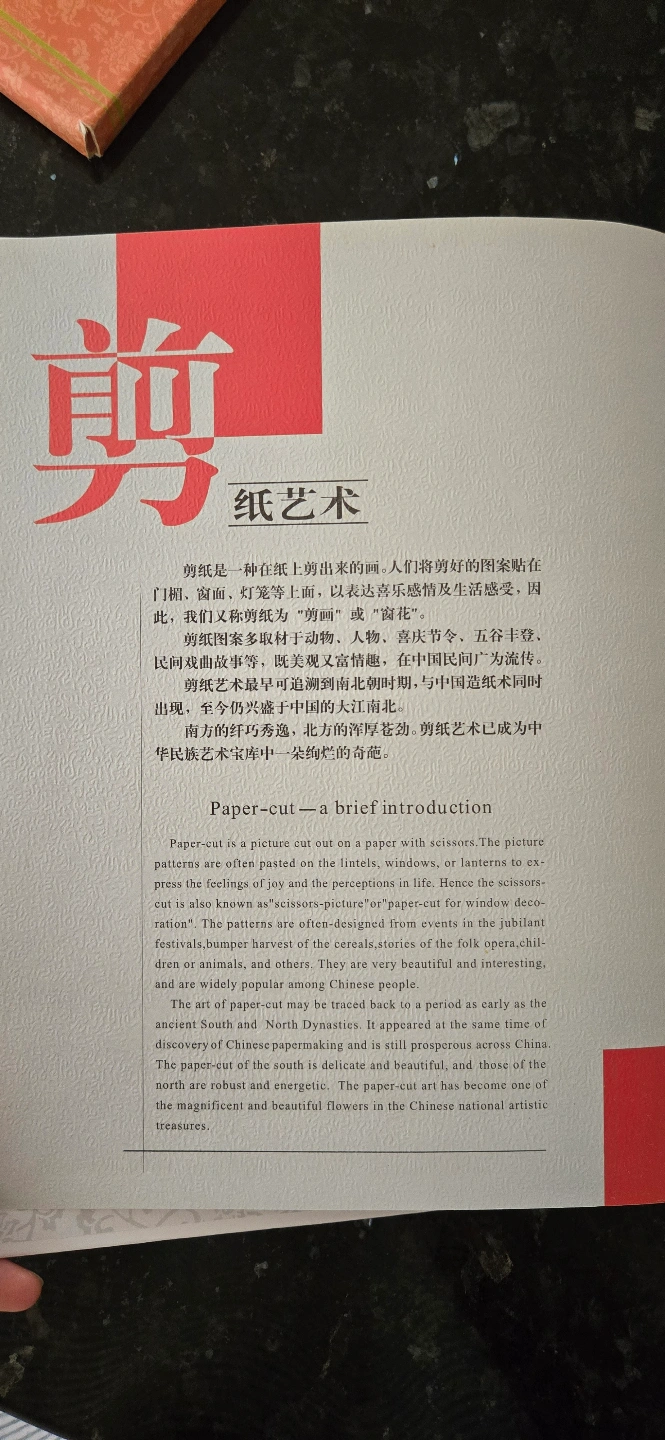 剪
纸艺术
剪纸是一种在纸上剪出来的画。人们将剪好的图案贴在
门楣、窗面、灯笼等上面，以表达喜乐感情及生活感受，因
此，我们又称剪纸为 "剪画" 或 "窗花"。
剪纸图案多取材于动物、人物、喜庆节令、五谷丰登、
民间戏曲故事等，既美观又富情趣，在中国民间广为流传。
剪纸艺术最早可追溯到南北朝时期，与中国造纸术同时
出现，至今仍兴盛于中国的大江南北。
南方的纤巧秀逸，北方的浑厚苍劲。剪纸艺术已成为中
华民族艺术宝库中一朵绚烂的奇葩。
Paper-cut — a brief introduction
Paper-cut is a picture cut out on a paper with scissors.The picture
patterns are often pasted on the lintels, windows, or lanterns to ex-
press the feelings of joy and the perceptions in life. Hence the scissors-
cut is also known as"scissors-picture"or"paper-cut for window deco-
ration". The patterns are often-designed from events in the jubilant
festivals,bumper harvest of the cereals,stories of the folk opera,chil-
dren or animals, and others. They are very beautiful and interesting,
and are widely popular among Chinese people.
The art of paper-cut may be traced back to a period as early as the
ancient South and North Dynasties. It appeared at the same time of
discovery of Chinese papermaking and is still prosperous across China.
The paper-cut of the south is delicate and beautiful, and those of the
north are robust and energetic. The paper-cut art has become one of
the magnificent and beautiful flowers in the Chinese national artistic
treasures.